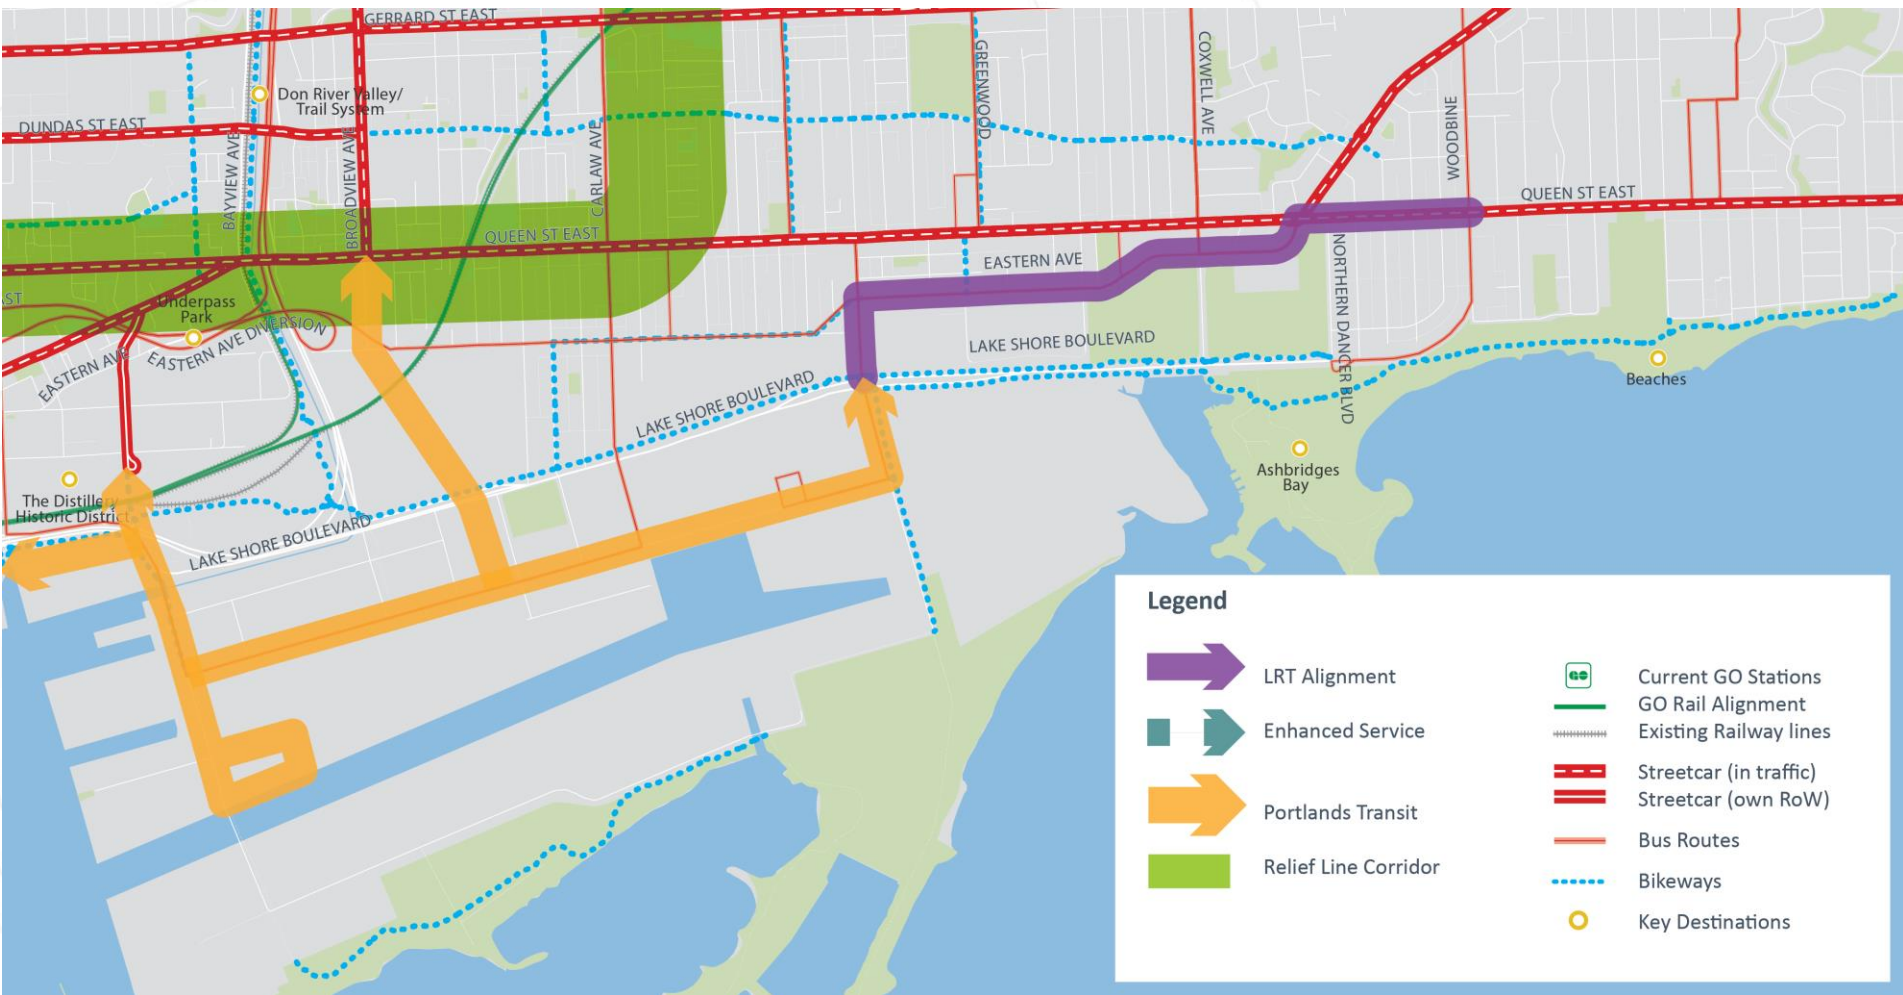 GERRARD ST EAST
GREENWOOD
COXWELL AVE
WOODBINE
Don River Valley/
Trail System
DUNDAS ST EAST
BAYVIEW AVE
BROADVIEW AVE
CARLAW AVE
QUEEN ST EAST
QUEEN ST EAST
EASTERN AVE
NORTHERN DANCER BLVD
AST
Underpass
Park
EASTERN AVE DIVERSION
EASTERN AVE
LAKE SHORE BOULEVARD
LAKE SHORE BOULEVARD
Beaches
Ashbridges
Bay
The Distillery
Historic District
LAKE SHORE BOULEVARD
Legend
LRT Alignment
Enhanced Service
Portlands Transit
Relief Line Corridor
GO
Current GO Stations
GO Rail Alignment
Existing Railway lines
Streetcar (in traffic)
Streetcar (own RoW)
Bus Routes
Bikeways
Key Destinations